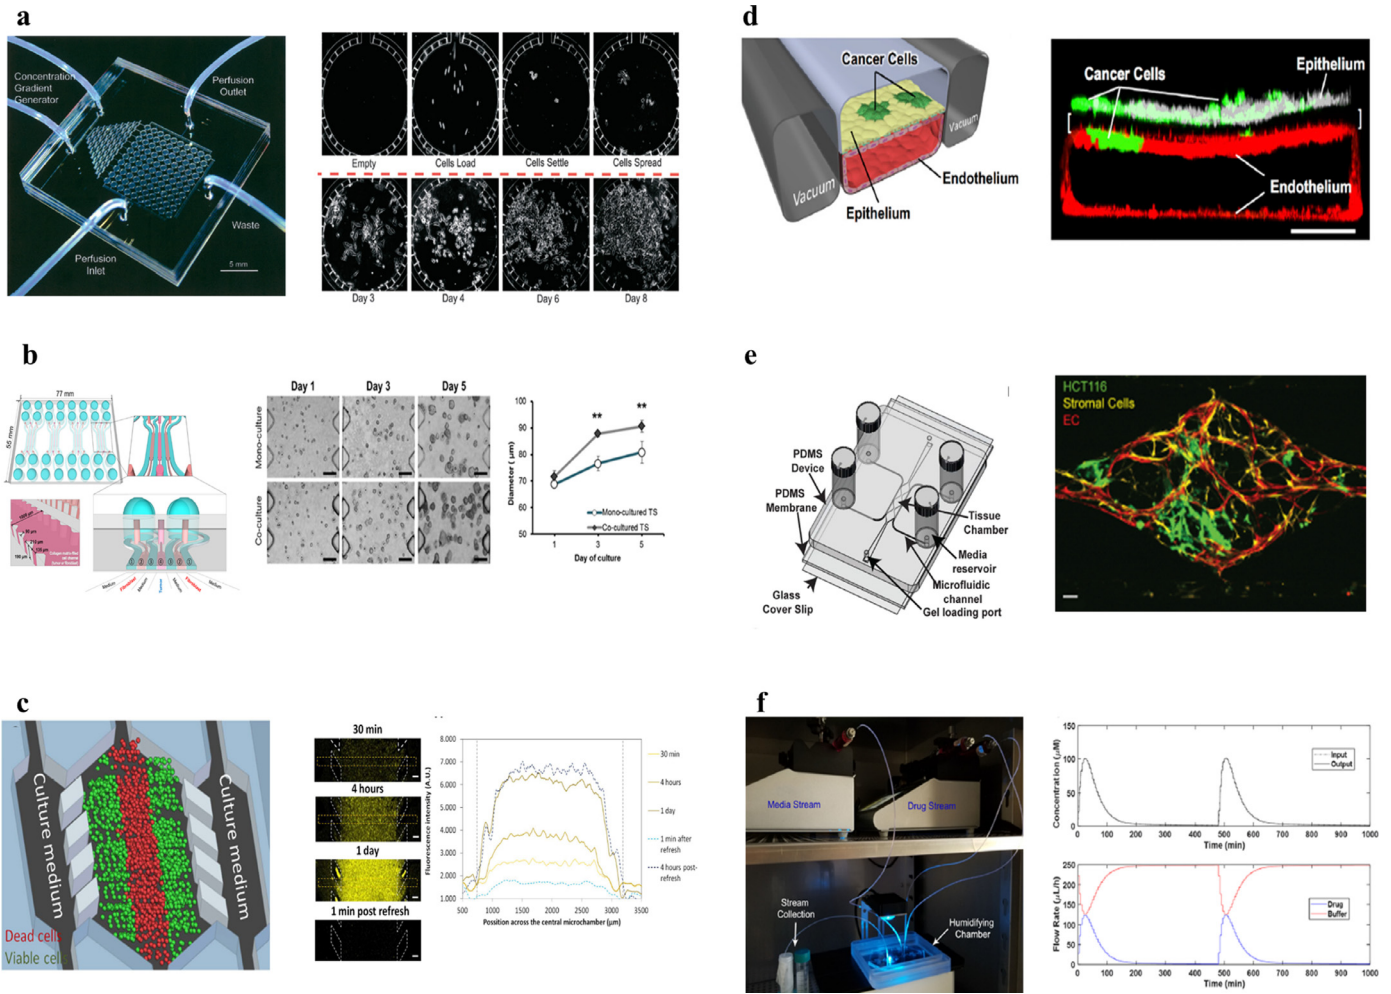 a
Concentration
Gradient
Generator
Perfusion
Outlet
Waste
Perfusion
Inlet
5 mm
Empty
Cells Load
Cells Settle
Cells Spread
Day 3
Day 4
Day 6
Day 8
b
77 mm
55 mm
Medium
Medium
Medium
Day 1
Day 3
Day 5
Mono-culture
Co-culture
Diameter (μm)
100
90
80
70
60
50
**
**
Mono-cultured TS
Co-cultured TS
1
3
5
Day of culture
c
Culture medium
Culture medium
Dead cells
Viable cells
30 min
4 hours
1 day
1 min post refresh
Fluorescence intensity (A.U.)
8.000
7.000
6.000
5.000
4.000
3.000
2.000
1.000
500
1000
1500
2000
2500
3000
3500
Possition across the central microchamber (μm)
30 min
4 hours
1 day
1 min after
refresh
4 hours post-
refresh
d
Cancer Cells
Vacuum
Vacuum
Endothelium
Epithelium
Cancer Cells
Epithelium
Endothelium
e
PDMS
Device
PDMS
Membrane
Glass
Cover Slip
Tissue
Chamber
Media
reservoir
Microfluidic
channel
Gel loading port
HCT116
Stromal Cells
EC
f
Media Stream
Drug Stream
Stream
Collection
Humidifying
Chamber
Concentration (μM)
150
100
50
0
Input
Output
0 100 200 300 400 500 600 700 800 900 1000
Time (min)
Flow Rate (μL/h)
250
200
150
100
50
0
Drug
Buffer
0 100 200 300 400 500 600 700 800 900 1000
Time (min)